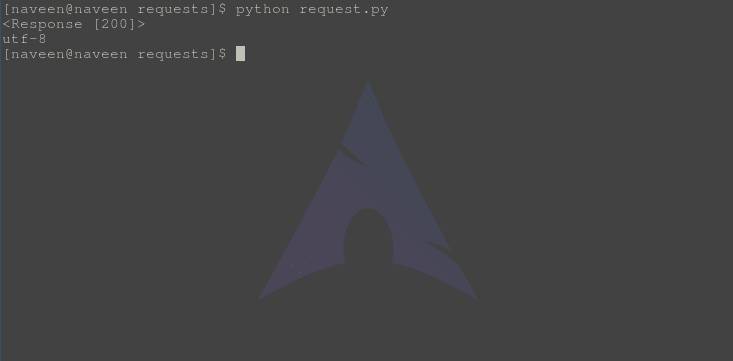 [naveen@naveen requests]$ python request.py
<Response [200]>
utf-8
[naveen@naveen requests]$